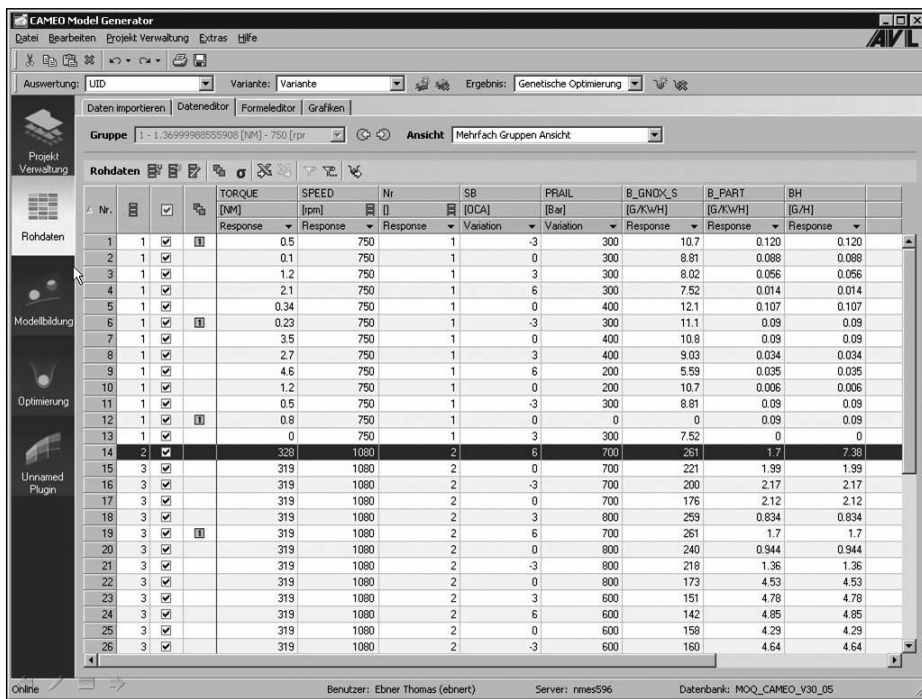 CAMEO Model Generator
Datei Bearbeiten Projekt Verwaltung Extras Hilfe
AVL
Auswertung: UID Variante: Variante Ergebnis: Genetische Optimierung
Daten importieren Dateneditor Formeleditor Grafiken
Gruppe 1 - 1.36999988555908 [NM] - 750 [rpr Ansicht Mehrfach Gruppen Ansicht
Projekt Verwaltung
Rohdaten σ
Rohdaten
Modellbildung
Optimierung
Unnamed Plugin
TORQUE SPEED Nr SB PRAIL B_GNOX_S B_PART BH
Nr. [NM] [rpm] [] [OCA] [Bar] [G/KWH] [G/KWH] [G/H]
Response Response Response Variation Variation Response Response Response
1 1 1 0.5 750 1 -3 300 10.7 0.120 0.120
2 1 0.1 750 1 0 300 8.81 0.088 0.088
3 1 1.2 750 1 3 300 8.02 0.056 0.056
4 1 2.1 750 1 6 300 7.52 0.014 0.014
5 1 0.34 750 1 0 400 12.1 0.107 0.107
6 1 1 0.23 750 1 -3 300 11.1 0.09 0.09
7 1 3.5 750 1 0 400 10.8 0.09 0.09
8 1 2.7 750 1 3 400 9.03 0.034 0.034
9 1 4.6 750 1 6 200 5.59 0.035 0.035
10 1 1.2 750 1 0 200 10.7 0.006 0.006
11 1 0.5 750 1 -3 300 8.81 0.09 0.09
12 1 1 0.8 750 1 0 0 0 0.09 0.09
13 1 0 750 1 3 300 7.52 0 0
14 2 328 1080 2 6 700 261 1.7 7.38
15 3 319 1080 2 0 700 221 1.99 1.99
16 3 319 1080 2 -3 700 200 2.17 2.17
17 3 319 1080 2 0 700 176 2.12 2.12
18 3 319 1080 2 3 800 259 0.834 0.834
19 3 1 319 1080 2 6 700 261 1.7 1.7
20 3 319 1080 2 0 800 240 0.944 0.944
21 3 319 1080 2 -3 800 218 1.36 1.36
22 3 319 1080 2 0 800 173 4.53 4.53
23 3 319 1080 2 3 600 151 4.78 4.78
24 3 319 1080 2 6 600 142 4.85 4.85
25 3 319 1080 2 0 600 158 4.29 4.29
26 3 319 1080 2 -3 600 160 4.64 4.64
Online Benutzer: Ebner Thomas (ebnert) Server: nmes596 Datenbank: MOQ_CAMEO_V30_05